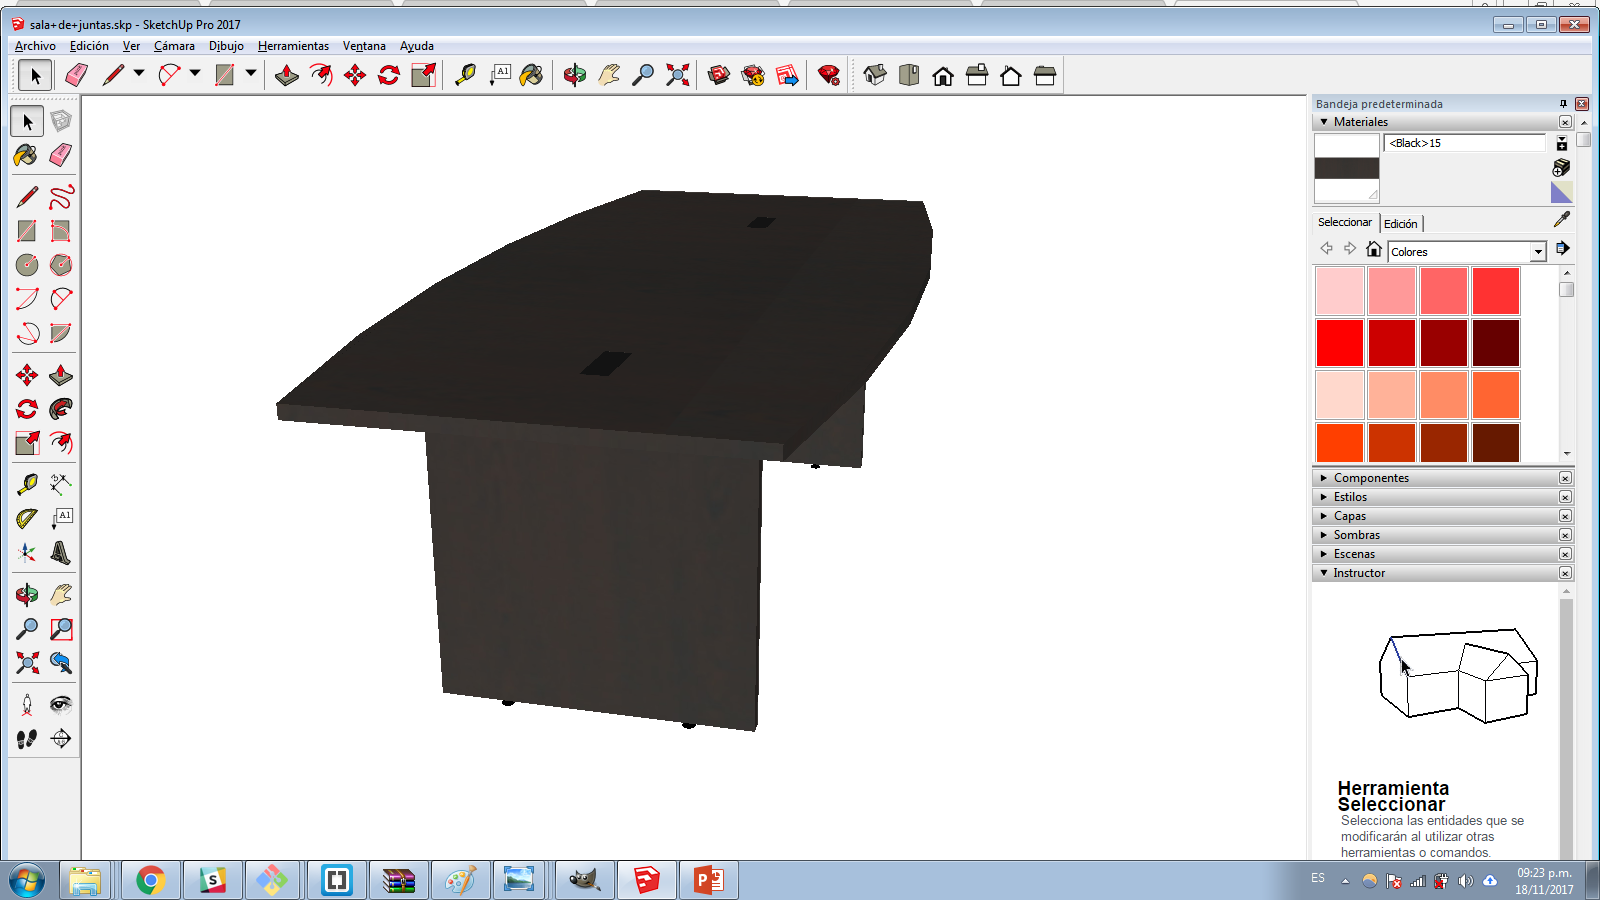 sala+de+juntas.skp - SketchUp Pro 2017
Archivo Edición Ver Cámara Dibujo Herramientas Ventana Ayuda
A1
Bandeja predeterminada
Materiales
<Black>15
Seleccionar Edición
Colores
A1
Componentes
Estilos
Capas
Sombras
Escenas
Instructor
Herramienta
Seleccionar
Selecciona las entidades que se
modificarán al utilizar otras
herramientas o comandos.
ES
09:23 p.m.
18/11/2017